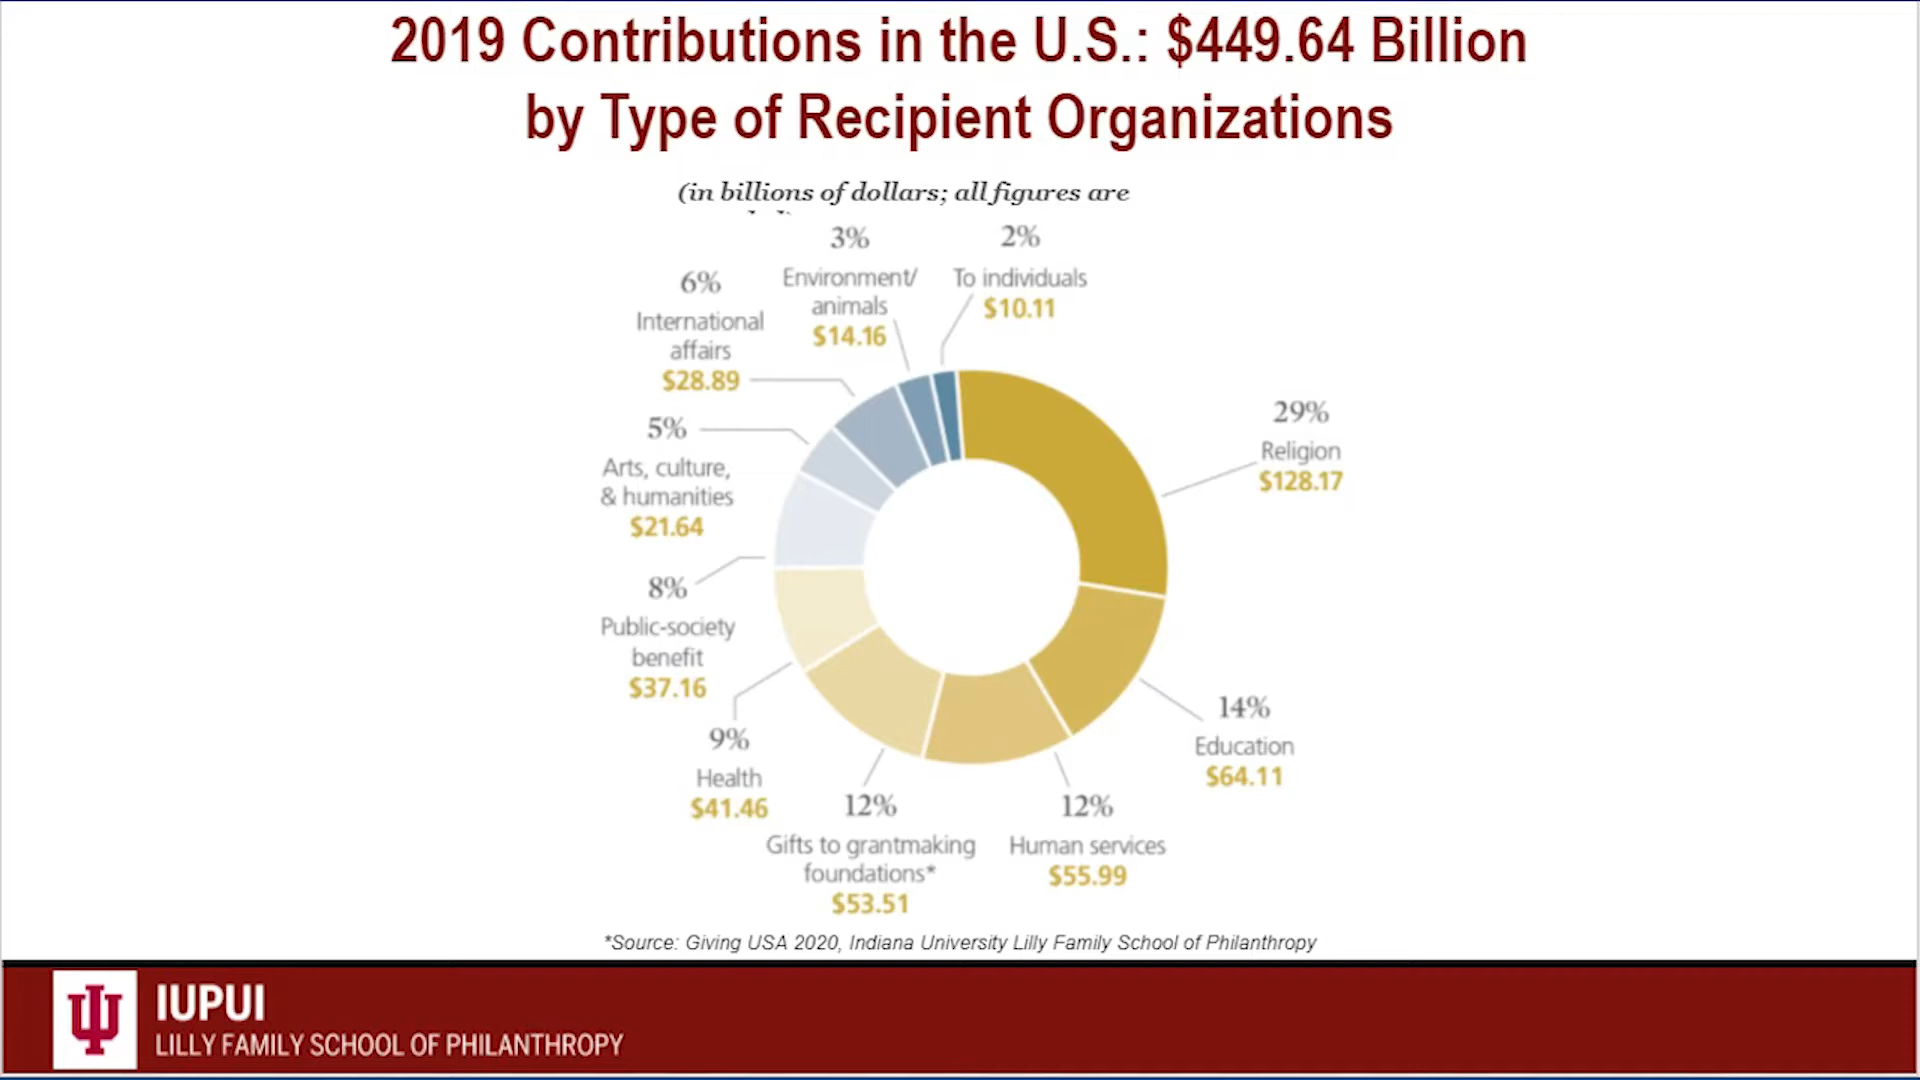 2019 Contributions in the U.S.: $449.64 Billion
by Type of Recipient Organizations
(in billions of dollars; all figures are
3%
Environment/
animals
$14.16
2%
To individuals
$10.11
6%
International
affairs
$28.89
5%
Arts, culture,
& humanities
$21.64
8%
Public-society
benefit
$37.16
9%
Health
$41.46
12%
Gifts to grantmaking
foundations*
$53.51
12%
Human services
$55.99
14%
Education
$64.11
29%
Religion
$128.17
*Source: Giving USA 2020, Indiana University Lilly Family School of Philanthropy
IUPUI
LILLY FAMILY SCHOOL OF PHILANTHROPY